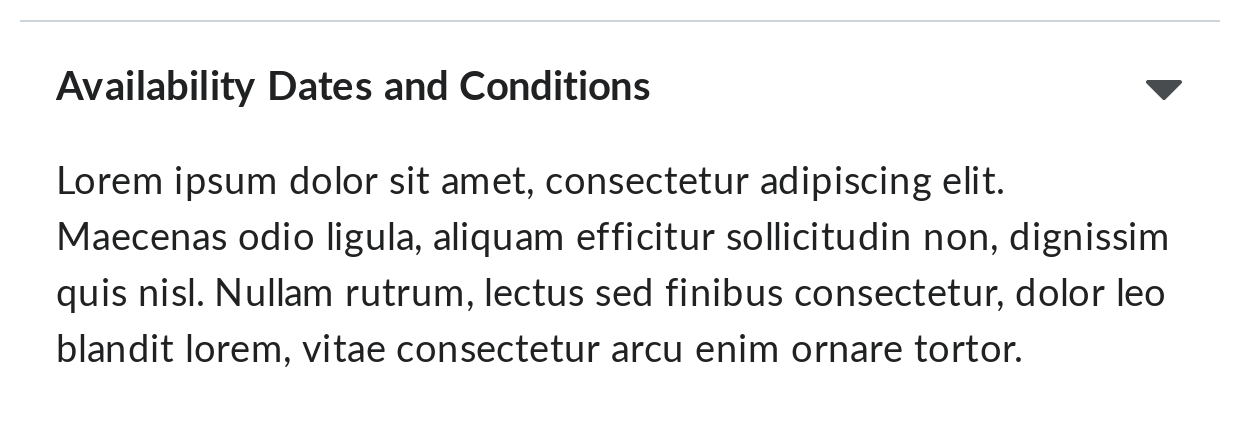 Availability Dates and Conditions
Lorem ipsum dolor sit amet, consectetur adipiscing elit.
Maecenas odio ligula, aliquam efficitur sollicitudin non, dignissim
quis nisl. Nullam rutrum, lectus sed finibus consectetur, dolor leo
blandit lorem, vitae consectetur arcu enim ornare tortor.